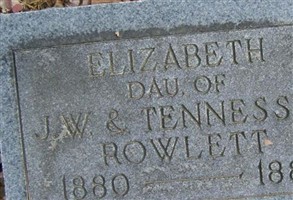 ELIZABETH
DAU. OF
J.W. & TENNESS
ROWLETT
1880 188